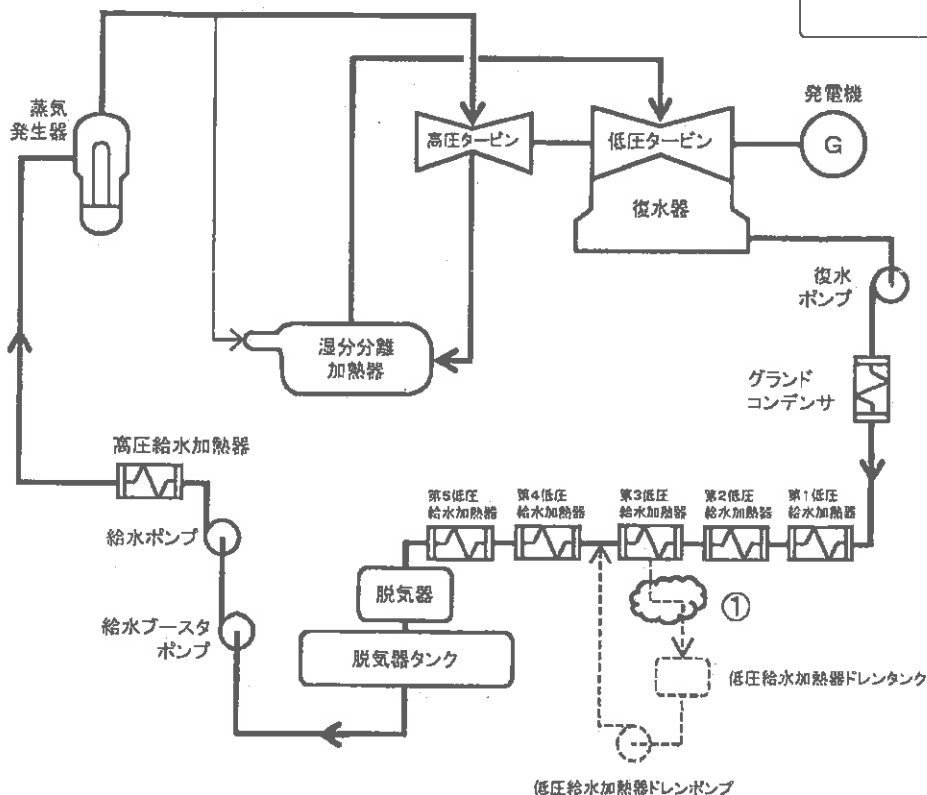 蒸気
発生器
高圧タービン
低圧タービン
復水器
発電機
G
復水
ポンプ
湿分分離
加熱器
グランド
コンデンサ
高圧給水加熱器
第5低圧
給水加熱器
第4低圧
給水加熱器
第3低圧
給水加熱器
第2低圧
給水加熱器
第1低圧
給水加熱器
給水ポンプ
脱気器
①
給水ブースタ
ポンプ
脱気器タンク
低圧給水加熱器ドレンタンク
低圧給水加熱器ドレンポンプ